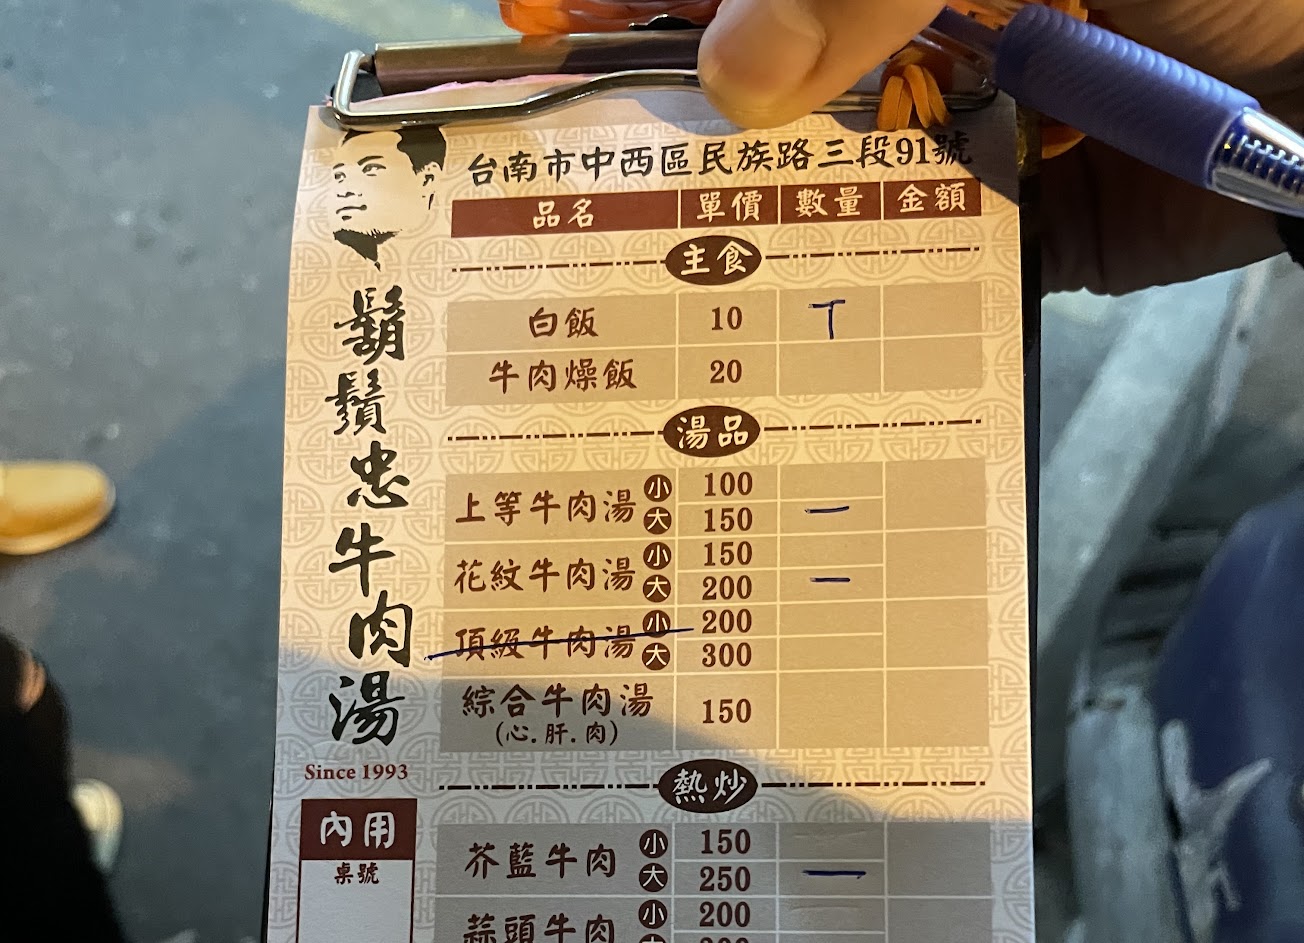 台南市中西區民族路三段91號
鬍鬚忠牛肉湯
Since 1993
內用
桌號
品名 單價 數量 金額
主食
白飯 10 丅
牛肉燥飯 20
湯品
上等牛肉湯 小 100
大 150 一
花紋牛肉湯 小 150
大 200 一
頂級牛肉湯 小 200
大 300
綜合牛肉湯 150
(心.肝.肉)
熱炒
芥藍牛肉 小 150
大 250 一
蒜頭牛肉 小 200